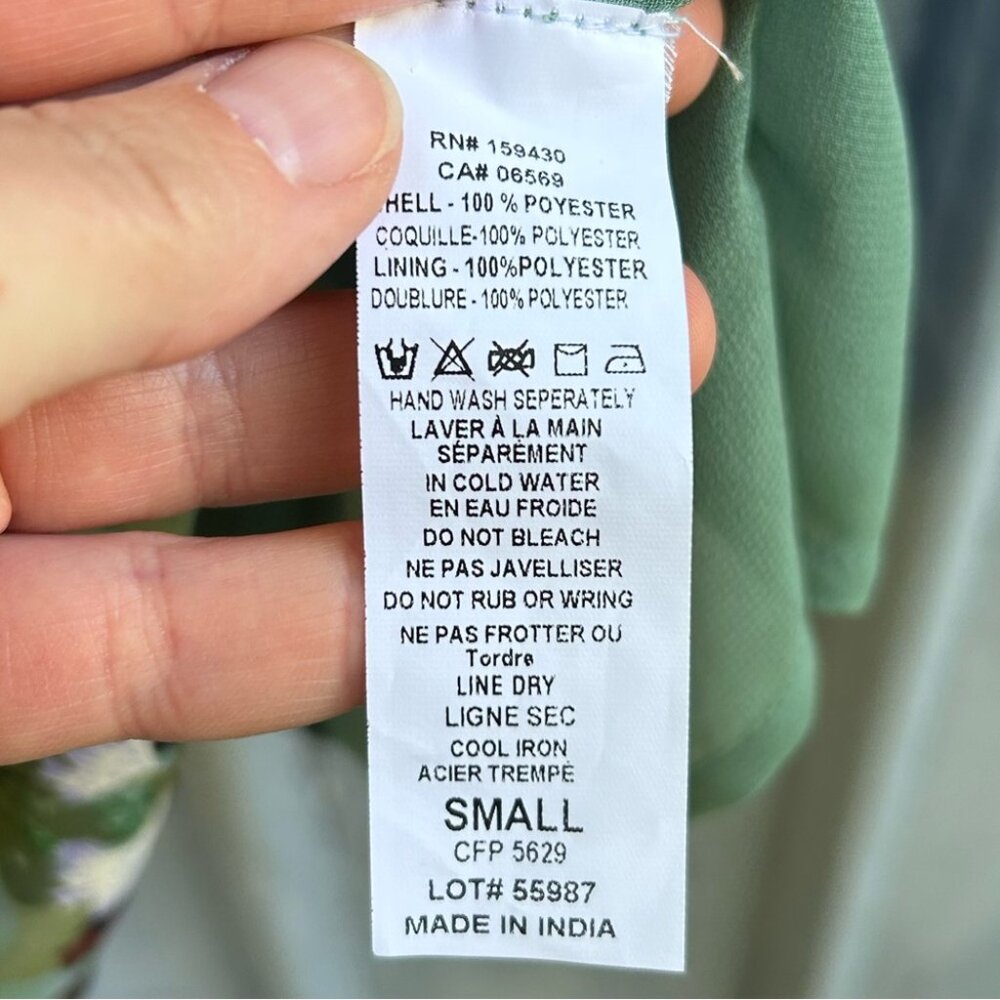 RN# 159430
CA# 06569
HELL - 100 % POYESTER
COQUILLE-100% POLYESTER
LINING - 100%POLYESTER
DOUBLURE - 100% POLYESTER
HAND WASH SEPERATELY
LAVER À LA MAIN
SÉPARÉMENT
IN COLD WATER
EN EAU FROIDE
DO NOT BLEACH
NE PAS JAVELLISER
DO NOT RUB OR WRING
NE PAS FROTTER OU
Tordre
LINE DRY
LIGNE SEC
COOL IRON
ACIER TREMPÉ
SMALL
CFP 5629
LOT# 55987
MADE IN INDIA